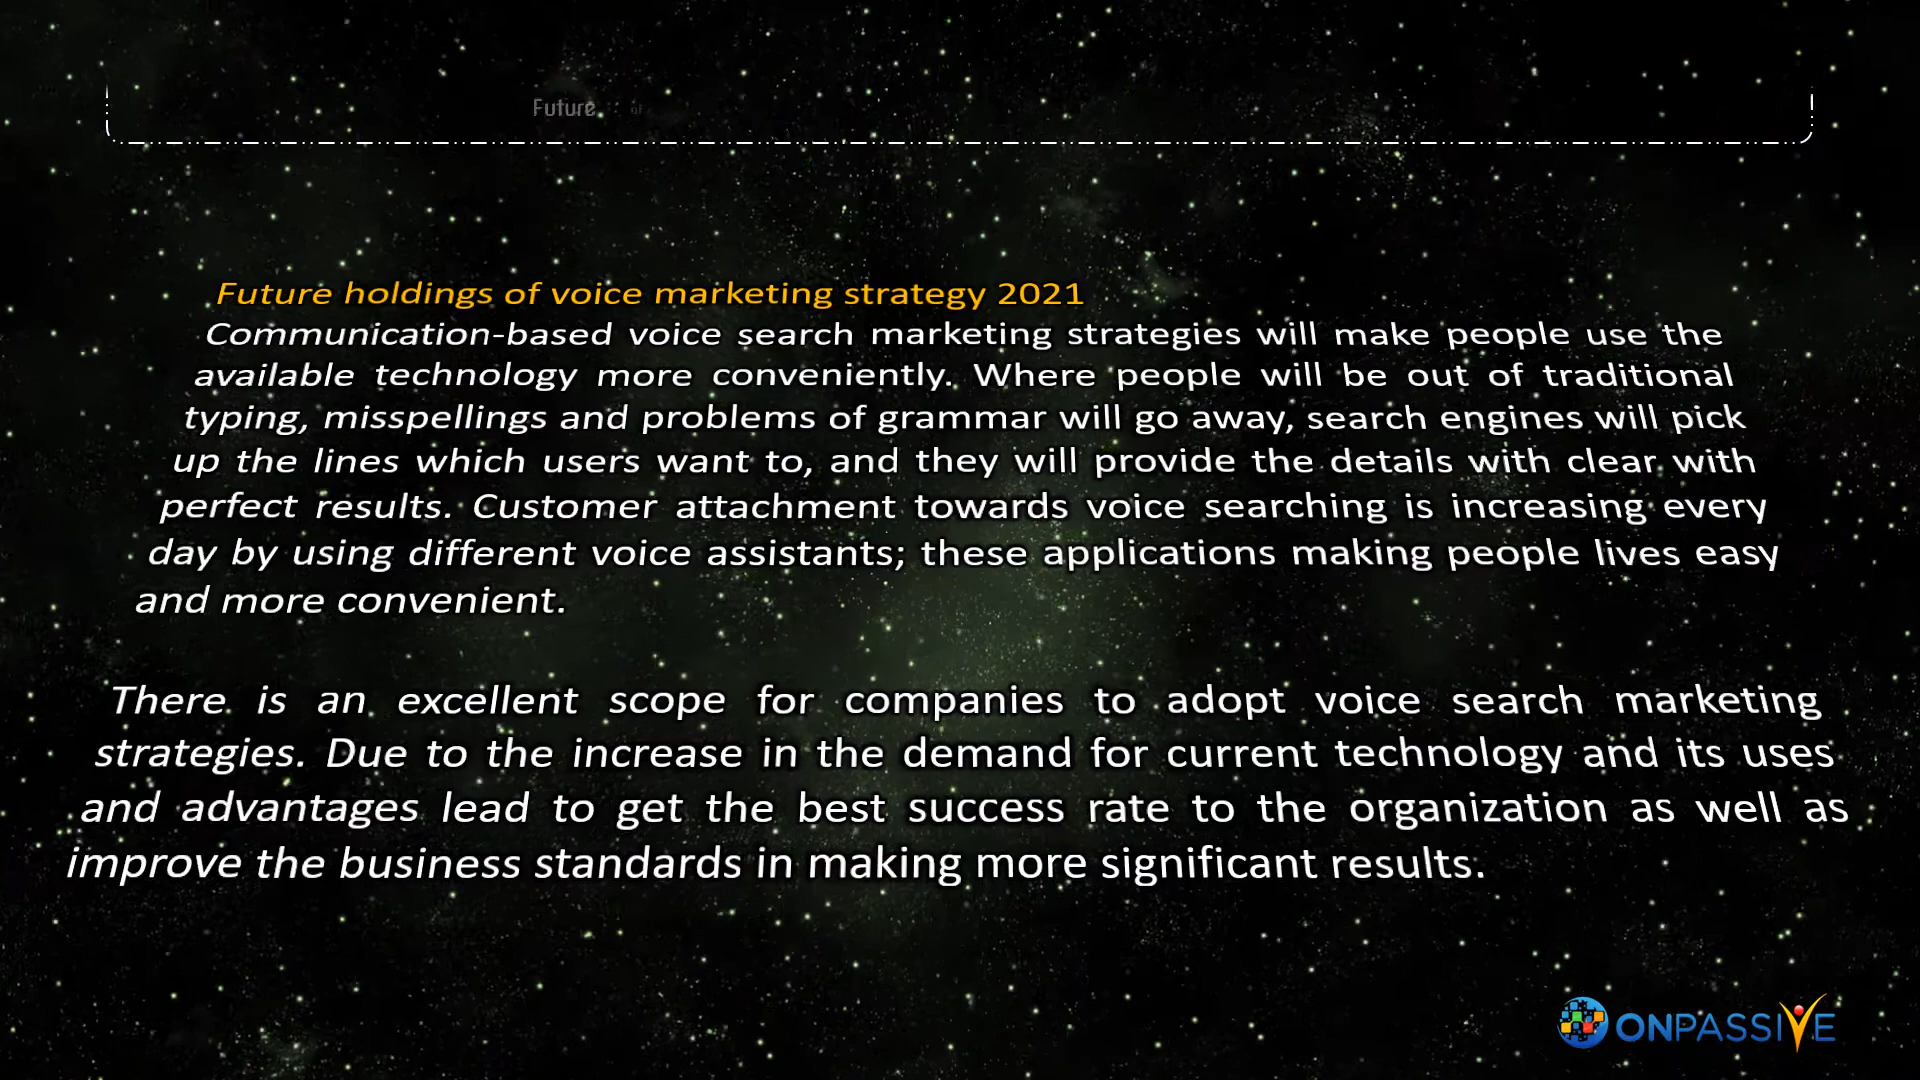 Future
Future holdings of voice marketing strategy 2021
Communication-based voice search marketing strategies will make people use the
available technology more conveniently. Where people will be out of traditional
typing, misspellings and problems of grammar will go away, search engines will pick
up the lines which users want to, and they will provide the details with clear with
perfect results. Customer attachment towards voice searching is increasing every
day by using different voice assistants; these applications making people lives easy
and more convenient.
There is an excellent scope for companies to adopt voice search marketing
strategies. Due to the increase in the demand for current technology and its uses
and advantages lead to get the best success rate to the organization as well as
improve the business standards in making more significant results.
ONPASSIVE